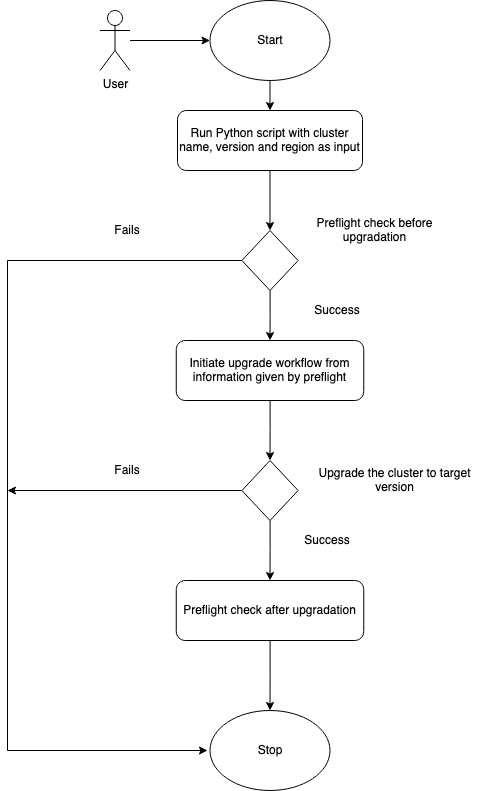 Start
User
Run Python script with cluster
name, version and region as input
Fails
Preflight check before
upgradation
Success
Initiate upgrade workflow from
information given by preflight
Fails
Upgrade the cluster to target
version
Success
Preflight check after upgradation
Stop